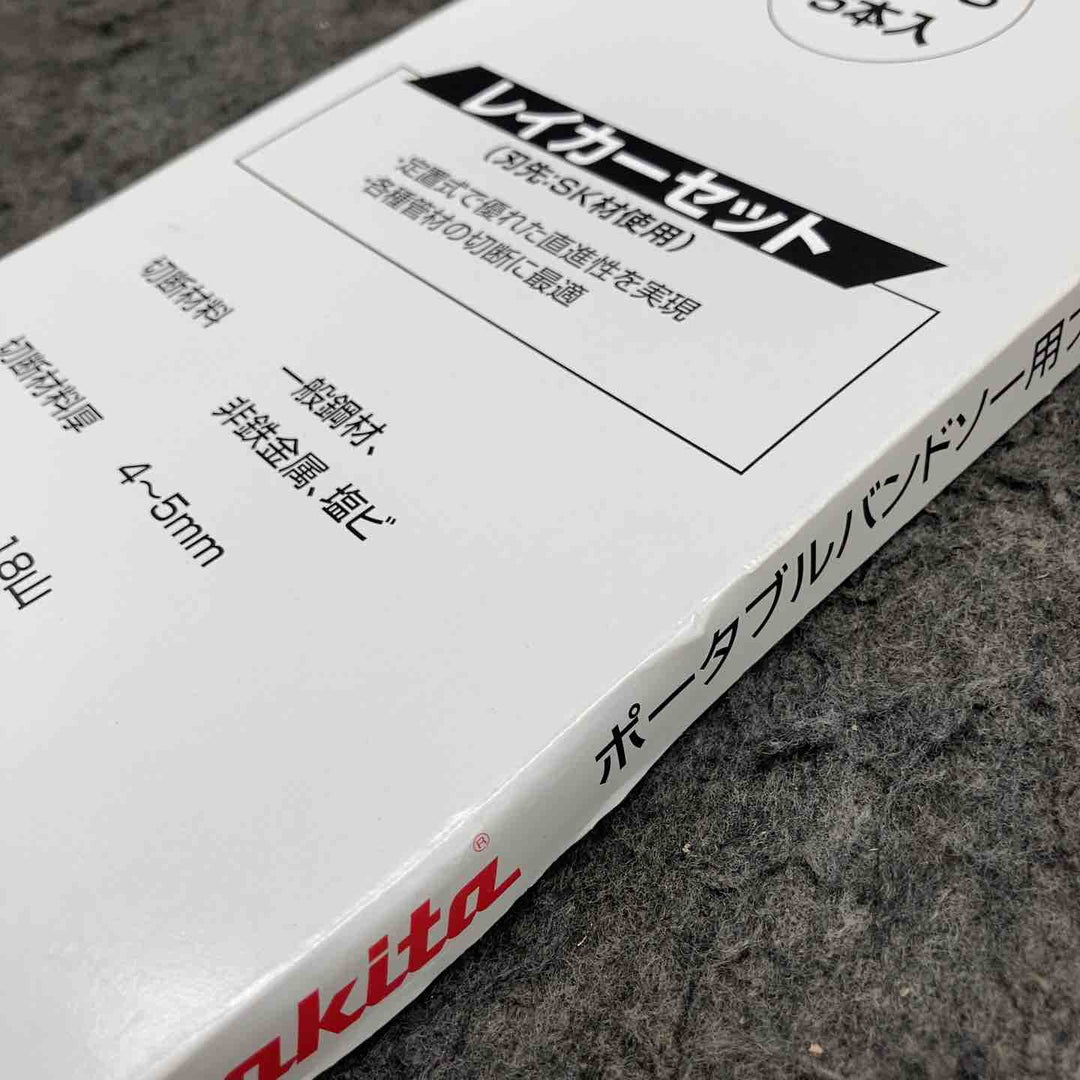 5本入
レイカーセット
(刃先:SK材使用)
・定置式で優れた直進性を実現
・各種管材の切断に最適
切断材料
一般鋼材、
非鉄金属、塩ビ
切断材料厚
4~5mm
18山
ポータブルバンドソー用
akita®